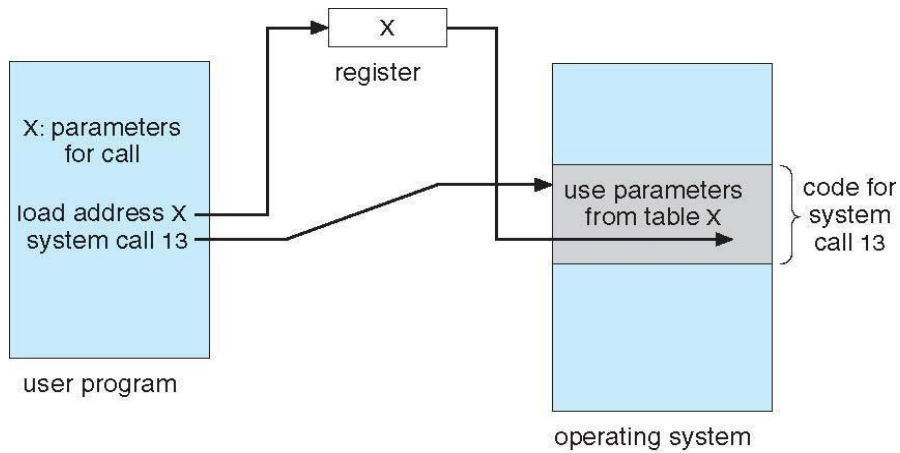 X
register
X: parameters
for call
load address X
system call 13
use parameters
from table X
code for
system
call 13
user program
operating system